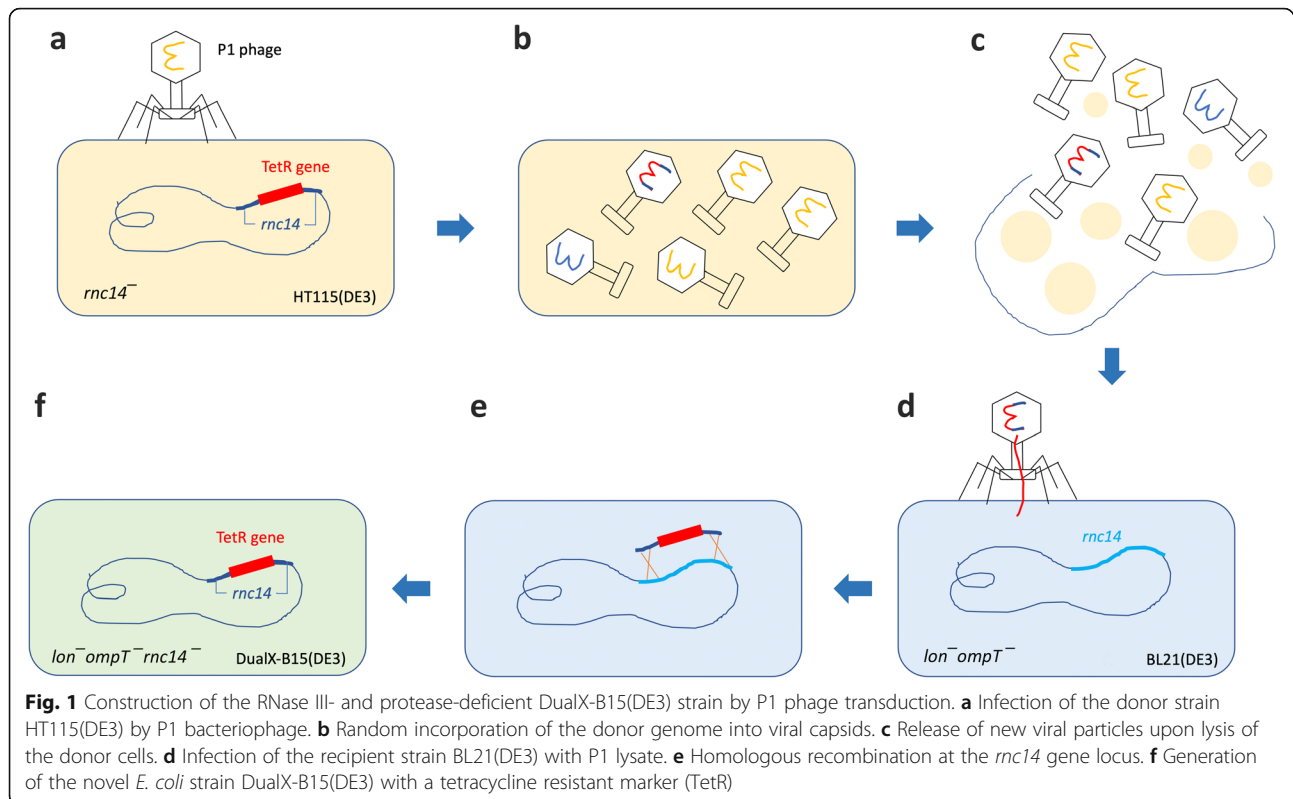 a
P1 phage
TetR gene
rnc14
rnc14⁻
HT115(DE3)
b
c
d
rnc14
lon⁻ompT⁻
BL21(DE3)
e
f
TetR gene
rnc14
lon⁻ompT⁻rnc14⁻
DualX-B15(DE3)
Fig. 1 Construction of the RNase III- and protease-deficient DualX-B15(DE3) strain by P1 phage transduction. a Infection of the donor strain
HT115(DE3) by P1 bacteriophage. b Random incorporation of the donor genome into viral capsids. c Release of new viral particles upon lysis of
the donor cells. d Infection of the recipient strain BL21(DE3) with P1 lysate. e Homologous recombination at the rnc14 gene locus. f Generation
of the novel E. coli strain DualX-B15(DE3) with a tetracycline resistant marker (TetR)